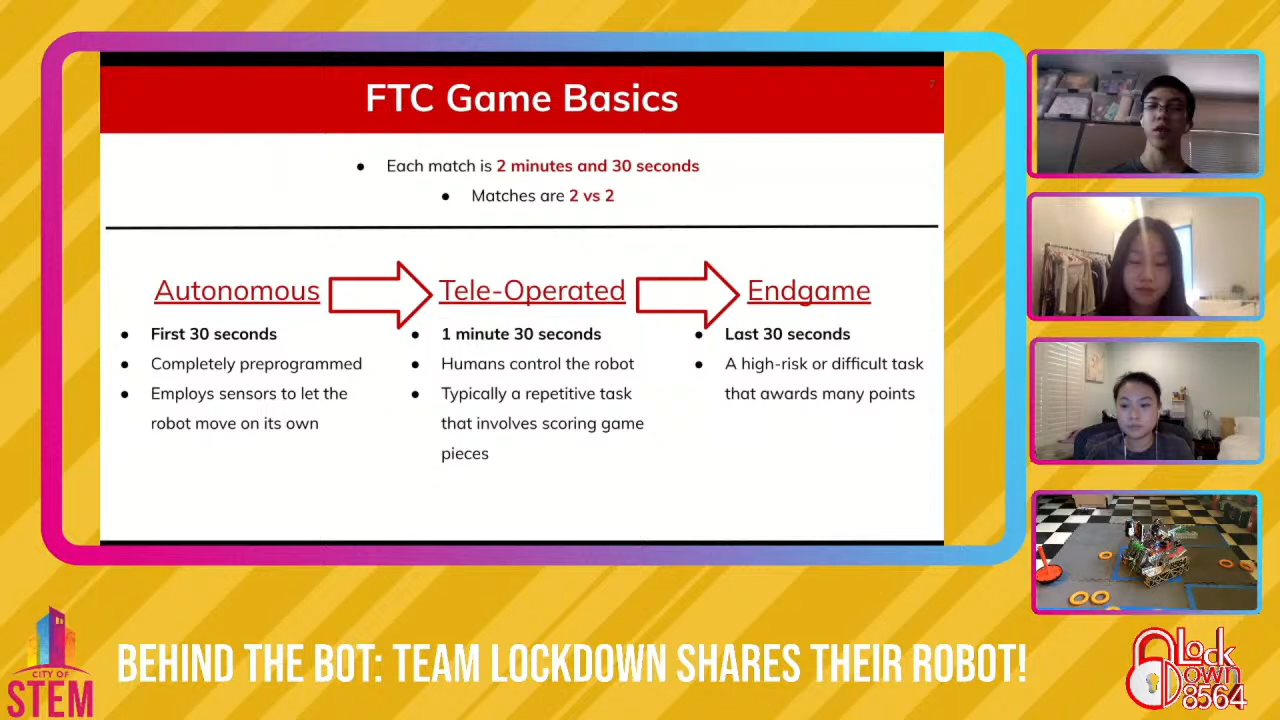 FTC Game Basics
7
● Each match is 2 minutes and 30 seconds
● Matches are 2 vs 2
Autonomous
● First 30 seconds
● Completely preprogrammed
● Employs sensors to let the
robot move on its own
Tele-Operated
● 1 minute 30 seconds
● Humans control the robot
● Typically a repetitive task
that involves scoring game
pieces
Endgame
● Last 30 seconds
● A high-risk or difficult task
that awards many points
CITY OF
STEM
BEHIND THE BOT: TEAM LOCKDOWN SHARES THEIR ROBOT!
Lock
Down
8564